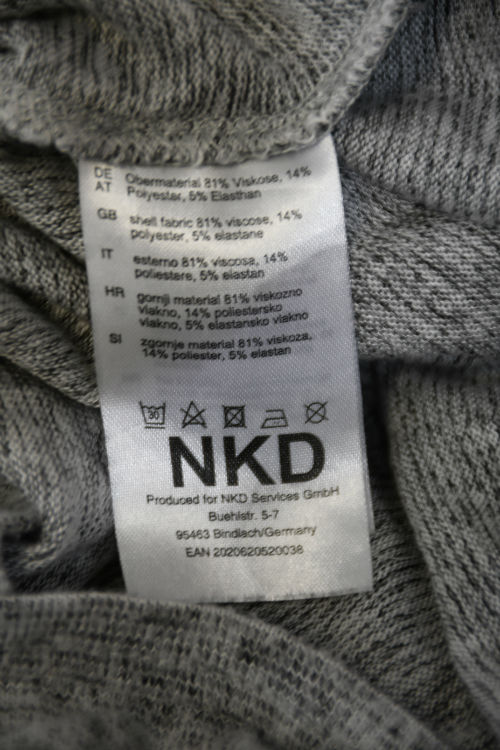 DE Obermaterial 81% Viskose, 14%
AT Polyester, 5% Elasthan
GB shell fabric 81% viscose, 14%
polyester, 5% elastane
IT esterno 81% viscosa, 14%
poliestere, 5% elastan
HR gornji material 81% viskozno
vlakno, 14% poliestersko
vlakno, 5% elastansko vlakno
SI zgornje material 81% viskoza,
14% poliester, 5% elastan
30
NKD
Produced for NKD Services GmbH
Buehlstr. 5-7
95463 Bindlach/Germany
EAN 2020620520038